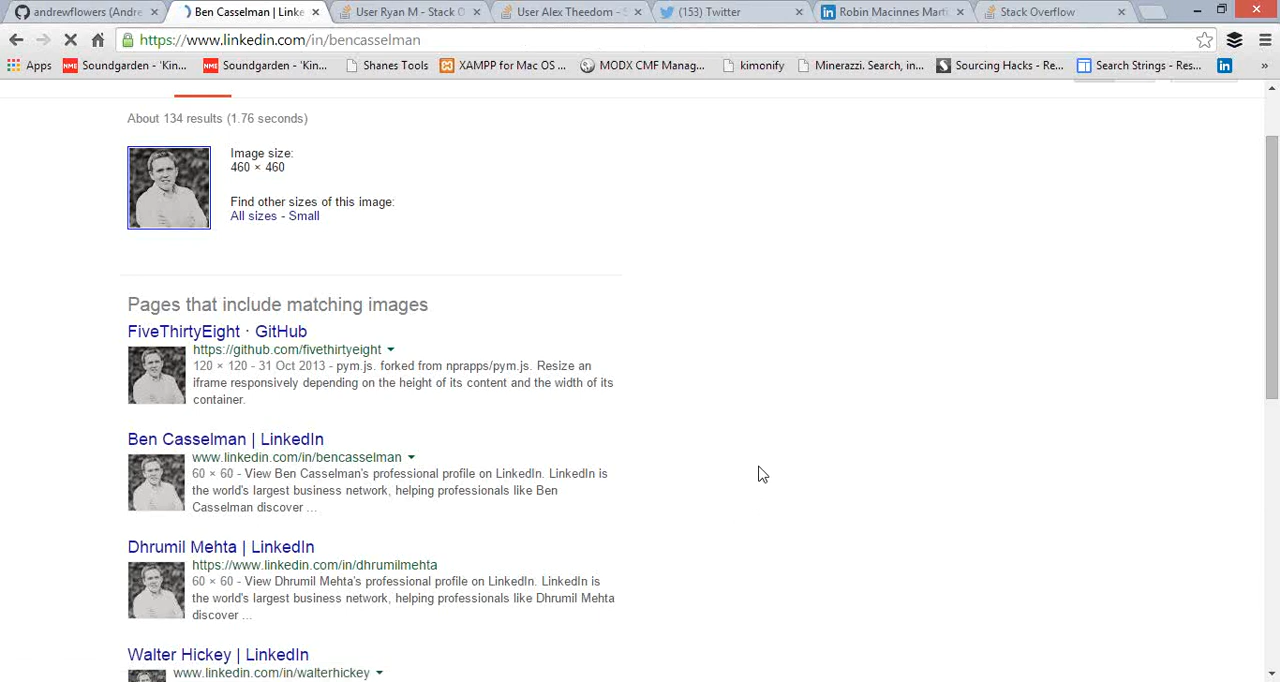 andrewflowers (Andre
Ben Casselman | Linke
User Ryan M - Stack O
User Alex Theedom - S
(153) Twitter
Robin Macinnes Marti
Stack Overflow
https://www.linkedin.com/in/bencasselman
Apps
NME Soundgarden - 'Kin...
NME Soundgarden - 'Kin...
Shanes Tools
XAMPP for Mac OS ...
MODX CMF Manag...
kimonify
Minerazzi. Search, in...
Sourcing Hacks - Re...
Search Strings - Res...
in
»
About 134 results (1.76 seconds)
Image size:
460 × 460
Find other sizes of this image:
All sizes - Small
Pages that include matching images
FiveThirtyEight · GitHub
https://github.com/fivethirtyeight
120 × 120 - 31 Oct 2013 - pym.js. forked from nprapps/pym.js. Resize an
iframe responsively depending on the height of its content and the width of its
container.
Ben Casselman | LinkedIn
www.linkedin.com/in/bencasselman
60 × 60 - View Ben Casselman's professional profile on LinkedIn. LinkedIn is
the world's largest business network, helping professionals like Ben
Casselman discover ...
Dhrumil Mehta | LinkedIn
https://www.linkedin.com/in/dhrumilmehta
60 × 60 - View Dhrumil Mehta's professional profile on LinkedIn. LinkedIn is
the world's largest business network, helping professionals like Dhrumil Mehta
discover ...
Walter Hickey | LinkedIn
www.linkedin.com/in/walterhickey